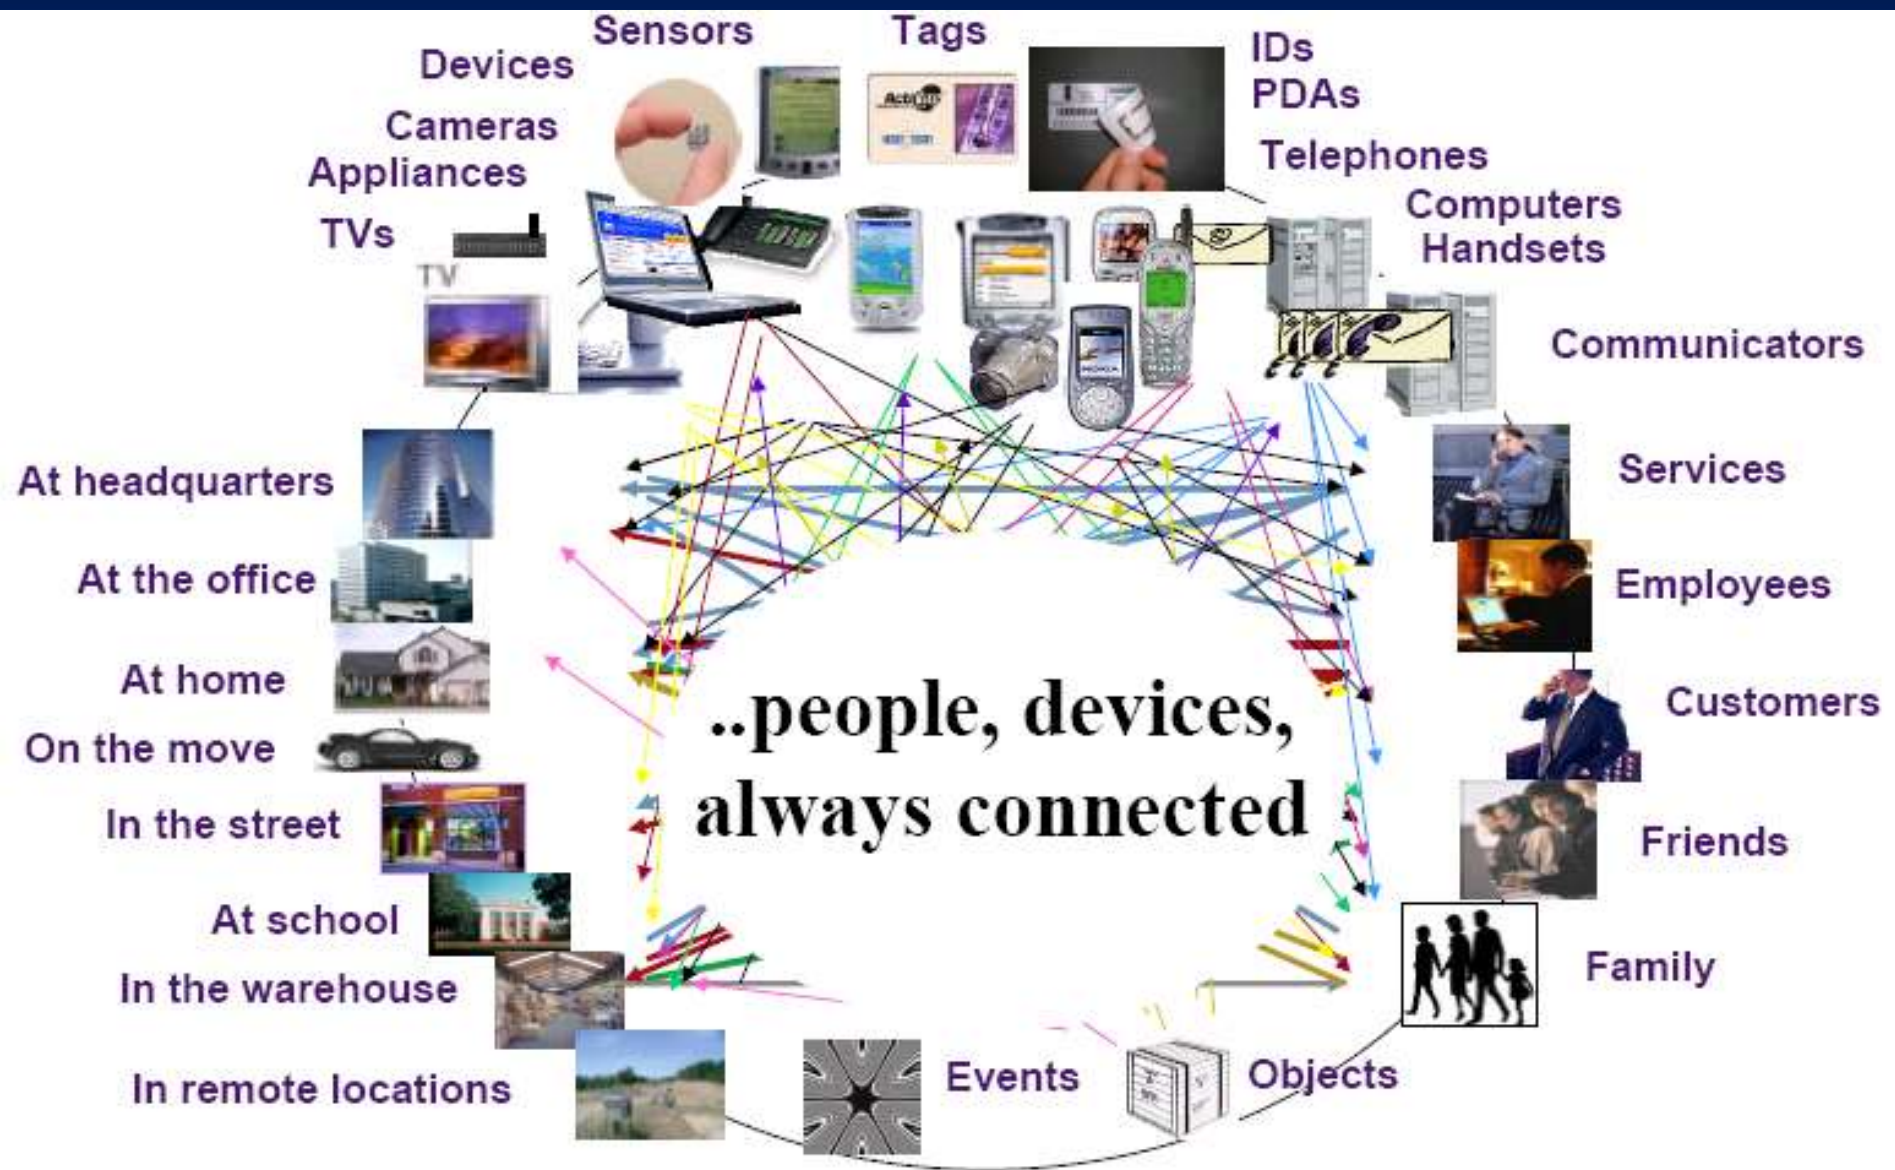 Sensors
Tags
IDs
Devices
PDAs
Cameras
Telephones
Appliances
Computers
TVs
Handsets
TV
NOKIA
Communicators
At headquarters
Services
At the office
Employees
At home
Customers
On the move
..people, devices,
always connected
In the street
Friends
At school
Family
In the warehouse
In remote locations
Events
Objects